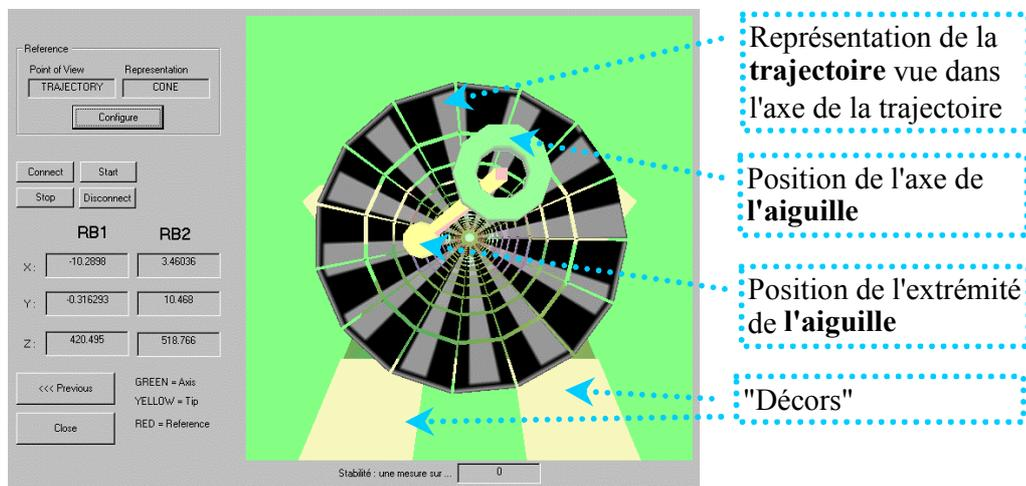 Reference
Point of View Representation
TRAJECTORY CONE
Configure
Connect Start
Stop Disconnect
RB1 RB2
X: -10.2898 3.46036
Y: -0.316293 10.468
Z: 420.495 518.766
<<< Previous
Close
GREEN = Axis
YELLOW = Tip
RED = Reference
Stabilité : une mesure sur ... 0
Représentation de la
trajectoire vue dans
l'axe de la trajectoire
Position de l'axe de
l'aiguille
Position de l'extrémité
de l'aiguille
"Décors"